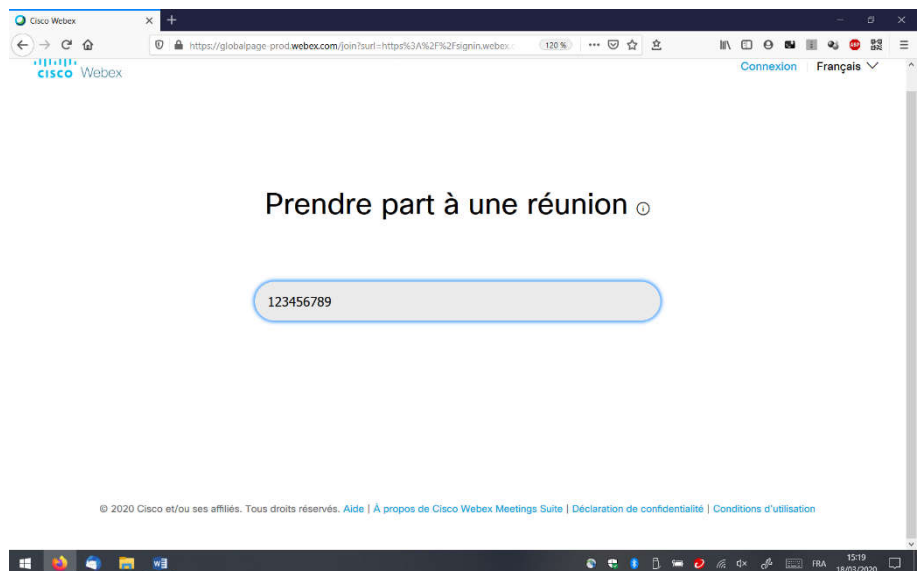 Cisco Webex
https://globalpage-prod.webex.com/join?surl=https%3A%2F%2Fsignin.webex.c
120 %
CISCO Webex
Connexion
Français
Prendre part à une réunion
123456789
© 2020 Cisco et/ou ses affiliés. Tous droits réservés. Aide | À propos de Cisco Webex Meetings Suite | Déclaration de confidentialité | Conditions d'utilisation
FRA
15:19
18/03/2020